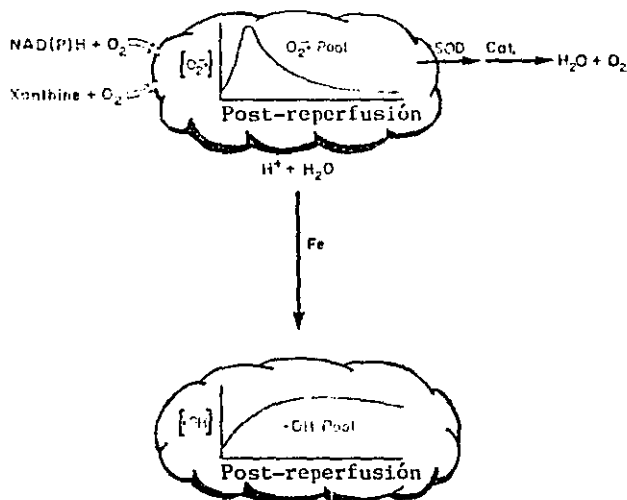 NAD(P)H + O₂
Xanthine + O₂
[O₂⁻]
O₂⁻ Pool
Post-reperfusión
SOD
Cat.
H₂O + O₂
H⁺ + H₂O
Fe
[·OH]
·OH Pool
Post-reperfusión